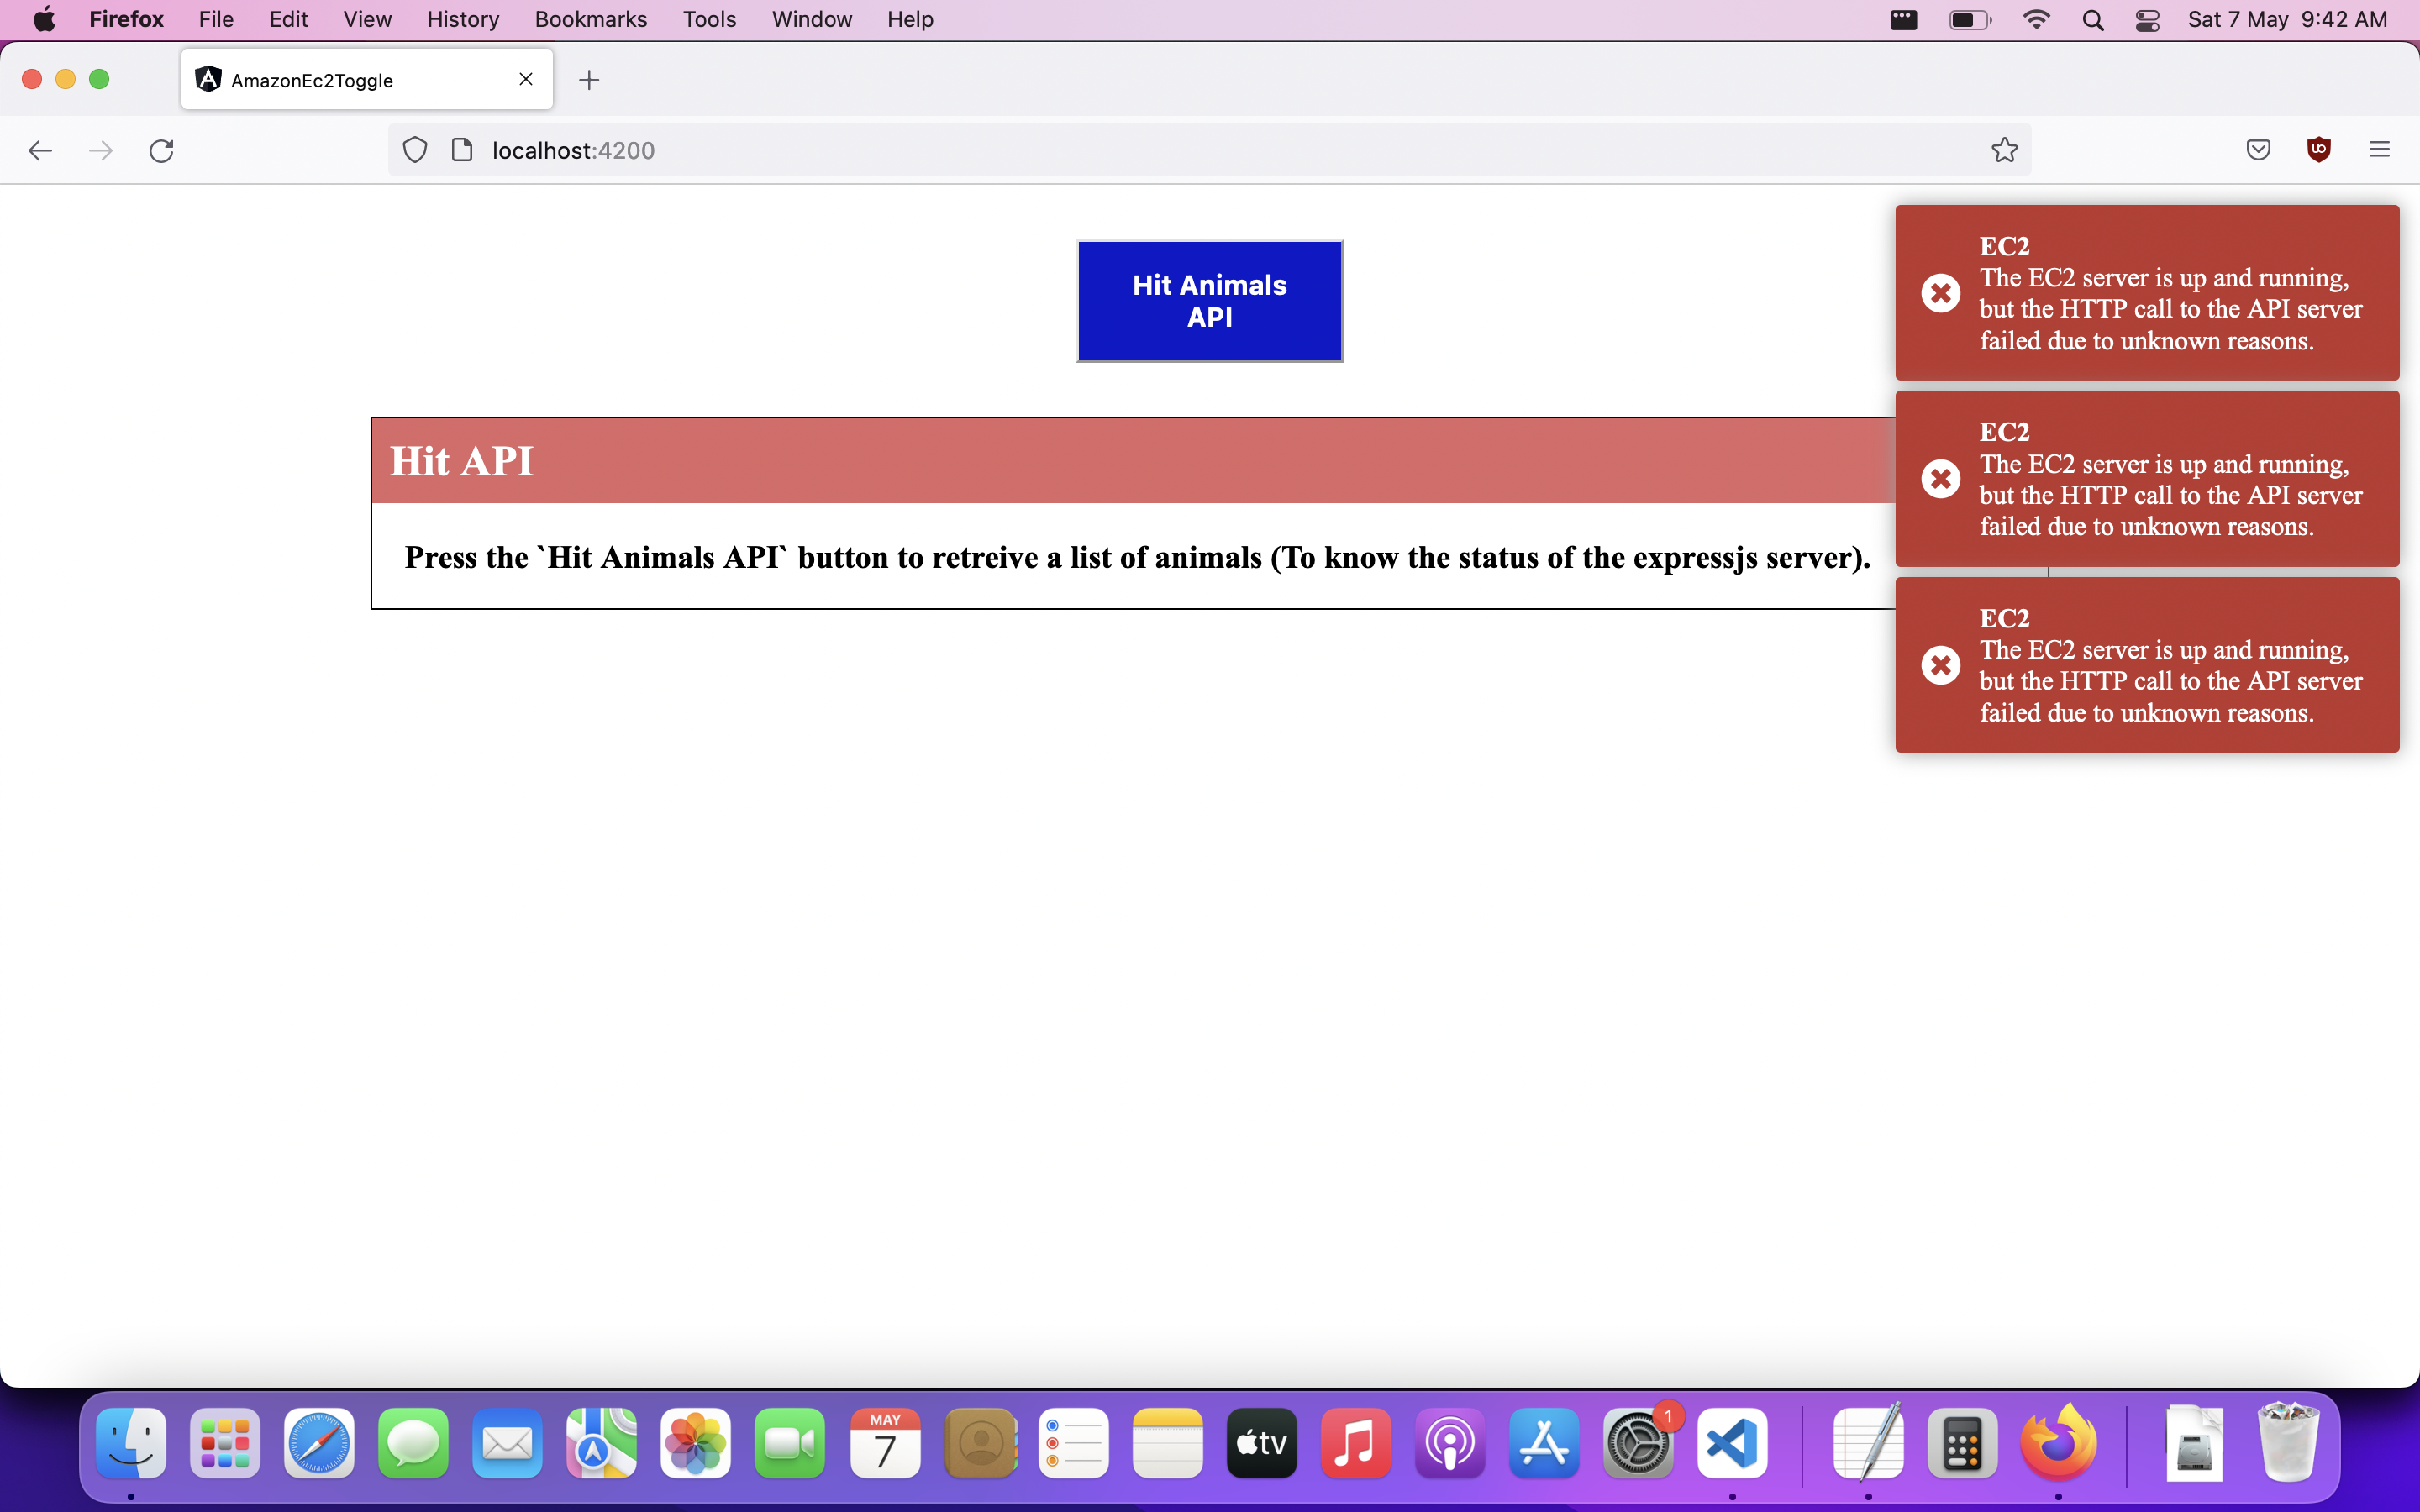 Firefox File Edit View History Bookmarks Tools Window Help Sat 7 May 9:42 AM
AmazonEc2Toggle
localhost:4200
Hit Animals
API
Hit API
Press the `Hit Animals API` button to retreive a list of animals (To know the status of the expressjs server).
EC2
The EC2 server is up and running,
but the HTTP call to the API server
failed due to unknown reasons.
EC2
The EC2 server is up and running,
but the HTTP call to the API server
failed due to unknown reasons.
EC2
The EC2 server is up and running,
but the HTTP call to the API server
failed due to unknown reasons.
MAY
7
tv
1